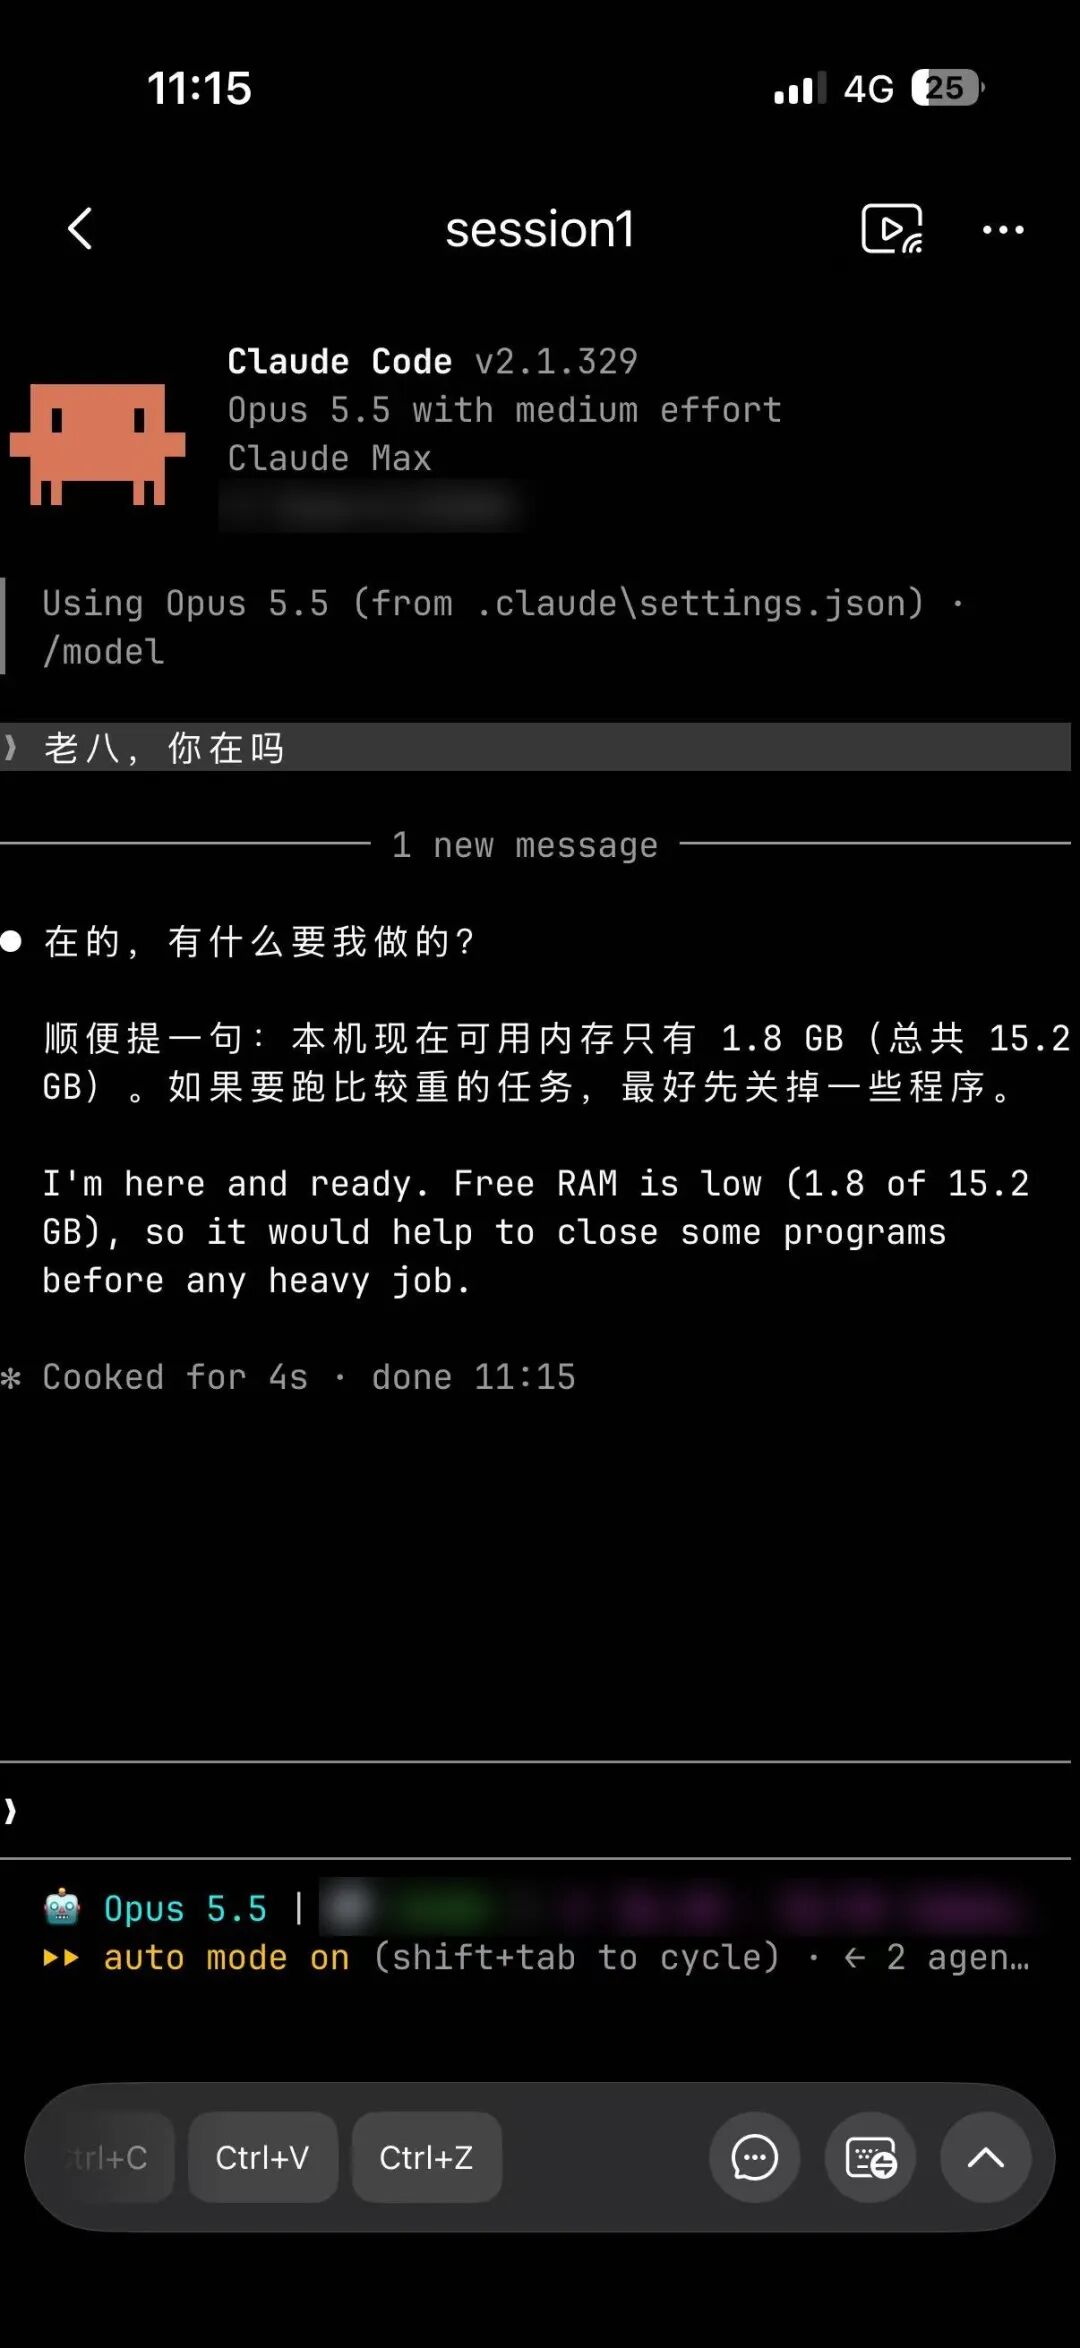 11:15
4G 25
session1
Claude Code v2.1.329
Opus 5.5 with medium effort
Claude Max
Using Opus 5.5 (from .claude\settings.json) ·
/model
❯ 老八，你在吗
1 new message
● 在的，有什么要我做的？
顺便提一句：本机现在可用内存只有 1.8 GB（总共 15.2
GB）。如果要跑比较重的任务，最好先关掉一些程序。
I'm here and ready. Free RAM is low (1.8 of 15.2
GB), so it would help to close some programs
before any heavy job.
✻ Cooked for 4s · done 11:15
❯
Opus 5.5 |
▸▸ auto mode on (shift+tab to cycle) · ← 2 agen…
trl+C Ctrl+V Ctrl+Z